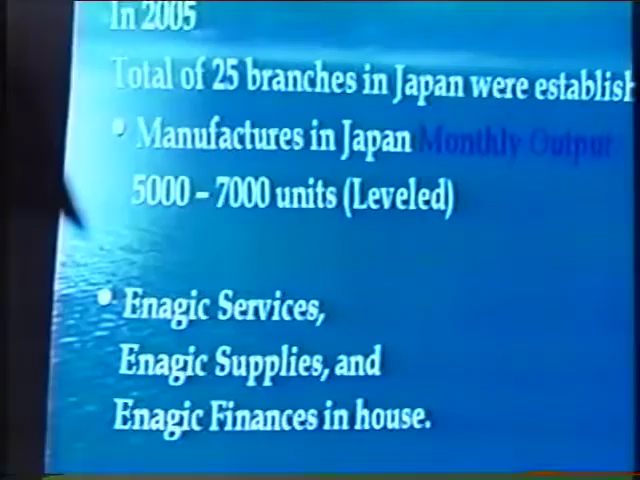 In 2005
Total of 25 branches in Japan were establish
• Manufactures in Japan Monthly Output
5000 – 7000 units (Leveled)
• Enagic Services,
Enagic Supplies, and
Enagic Finances in house.